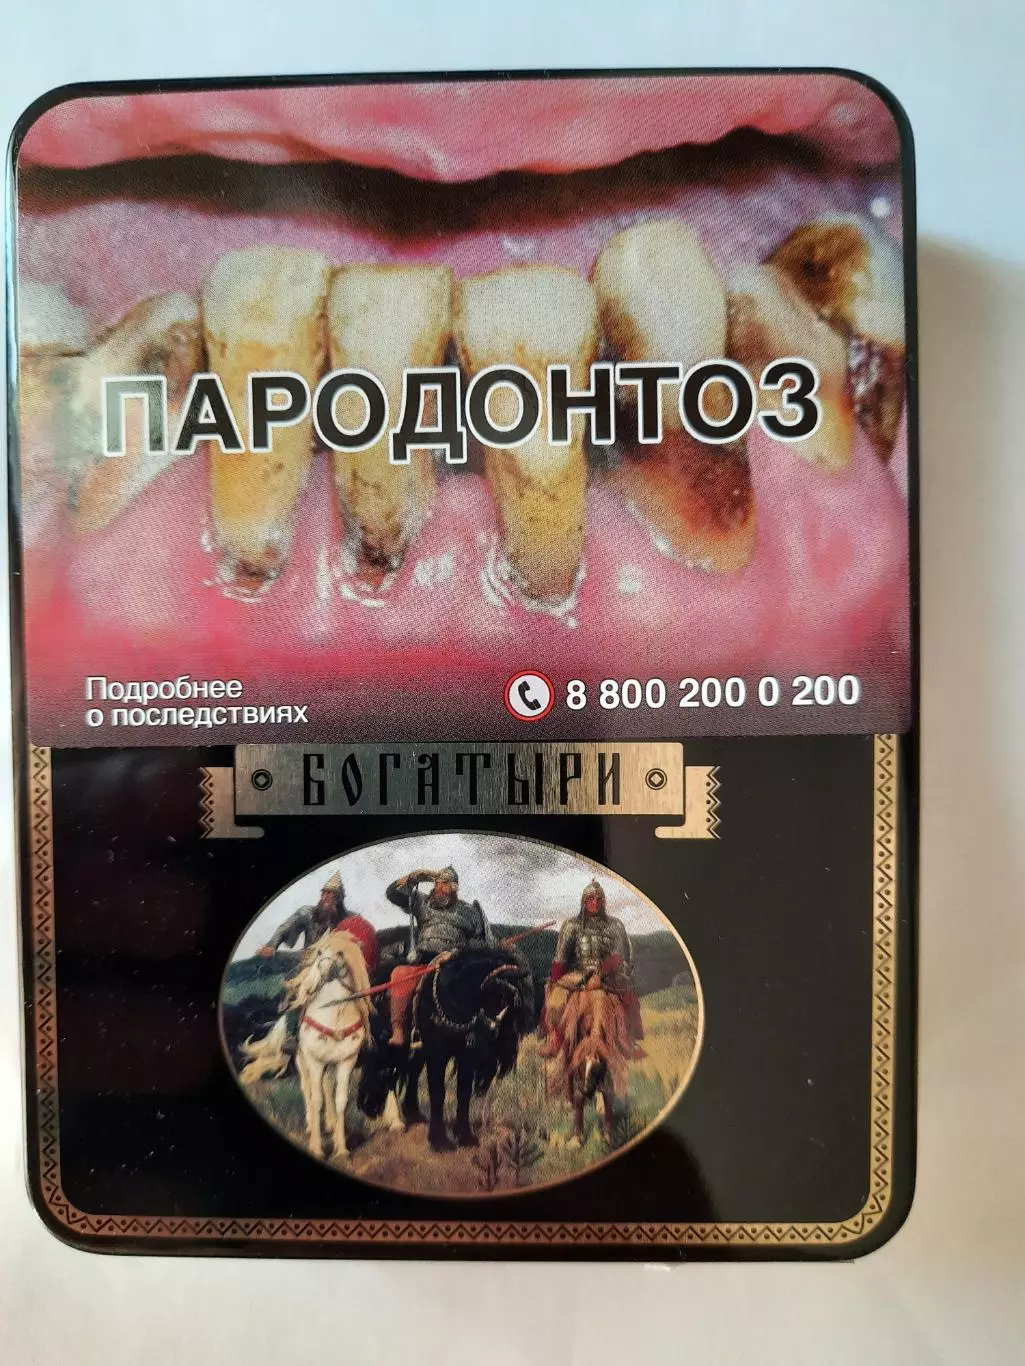 ПАРОДОНТОЗ
Подробнее
о последствиях
8 800 200 0 200
БОГАТЫРИ